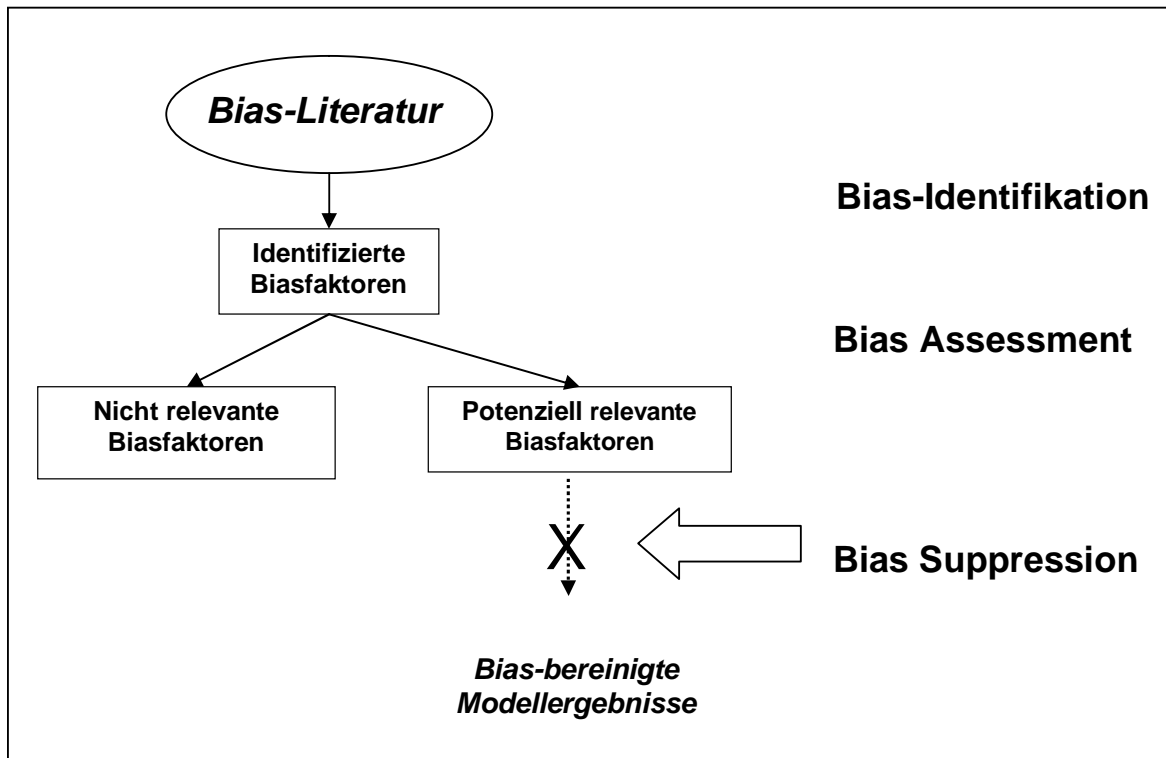 Bias-Literatur
Bias-Identifikation
Identifizierte
Biasfaktoren
Bias Assessment
Nicht relevante
Biasfaktoren
Potenziell relevante
Biasfaktoren
X
Bias Suppression
Bias-bereinigte
Modellergebnisse